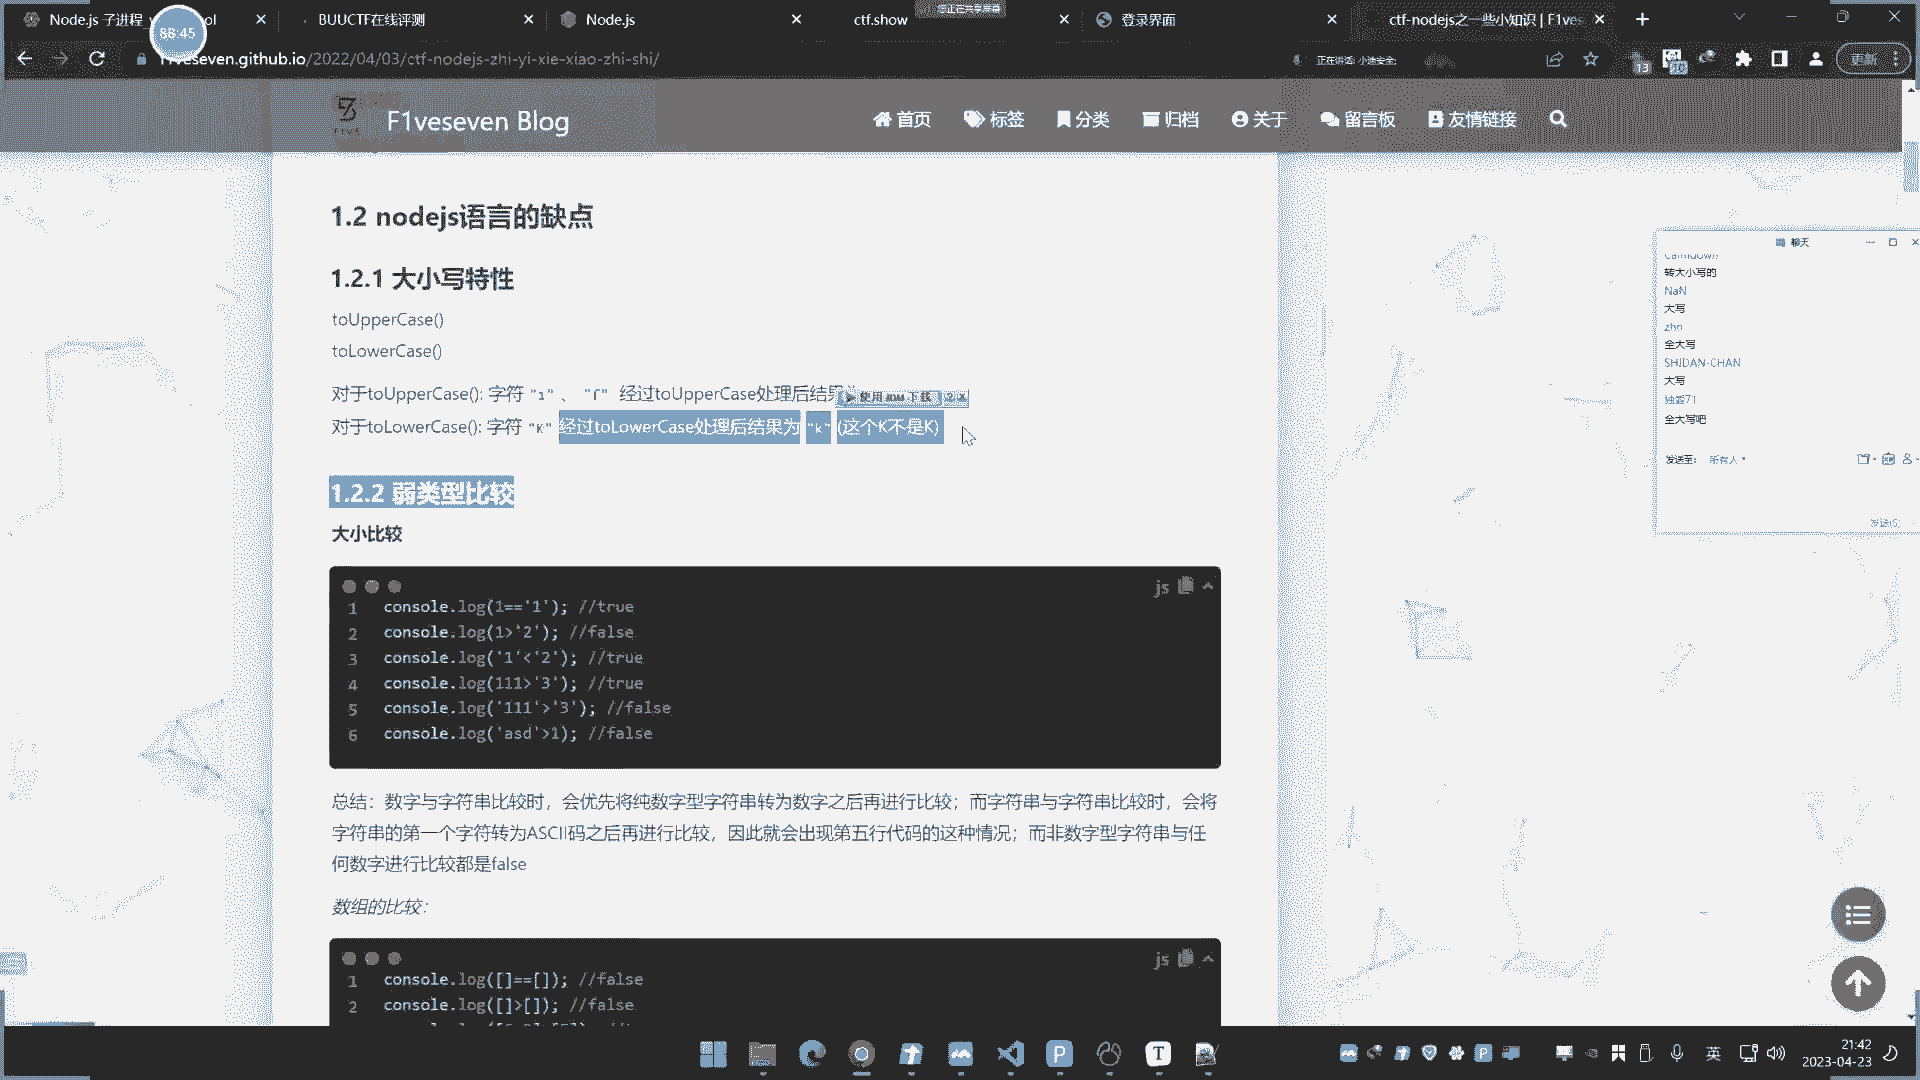 Node.js 子进程
BUUCTF在线评测
Node.js
ctf.show
登录界面
ctf-nodejs之一些小知识 | F1ves
88:45
f1veseven.github.io/2022/04/03/ctf-nodejs-zhi-yi-xie-xiao-zhi-shi/
正在讲话: 小迪安全;
13
更新
F1veseven Blog
首页
标签
分类
归档
关于
留言板
友情链接
1.2 nodejs语言的缺点
1.2.1 大小写特性
toUpperCase()
toLowerCase()
对于toUpperCase(): 字符 "ı" 、 "ſ" 经过toUpperCase处理后结果
对于toLowerCase(): 字符 "K" 经过toLowerCase处理后结果为 "k" (这个K不是K)
1.2.2 弱类型比较
大小比较
js
1 console.log(1=='1'); //true
2 console.log(1>'2'); //false
3 console.log('1'<'2'); //true
4 console.log(111>'3'); //true
5 console.log('111'>'3'); //false
6 console.log('asd'>1); //false
总结：数字与字符串比较时，会优先将纯数字型字符串转为数字之后再进行比较；而字符串与字符串比较时，会将
字符串的第一个字符转为ASCII码之后再进行比较，因此就会出现第五行代码的这种情况；而非数字型字符串与任
何数字进行比较都是false
数组的比较：
js
1 console.log([]==[]); //false
2 console.log([]>[]); //false
聊天
转大小写的
NaN
大写
zhn
全大写
SHIDAN-CHAN
大写
独爱71
全大写吧
发送至: 所有人
发送(S)
英
21:42
2023-04-23